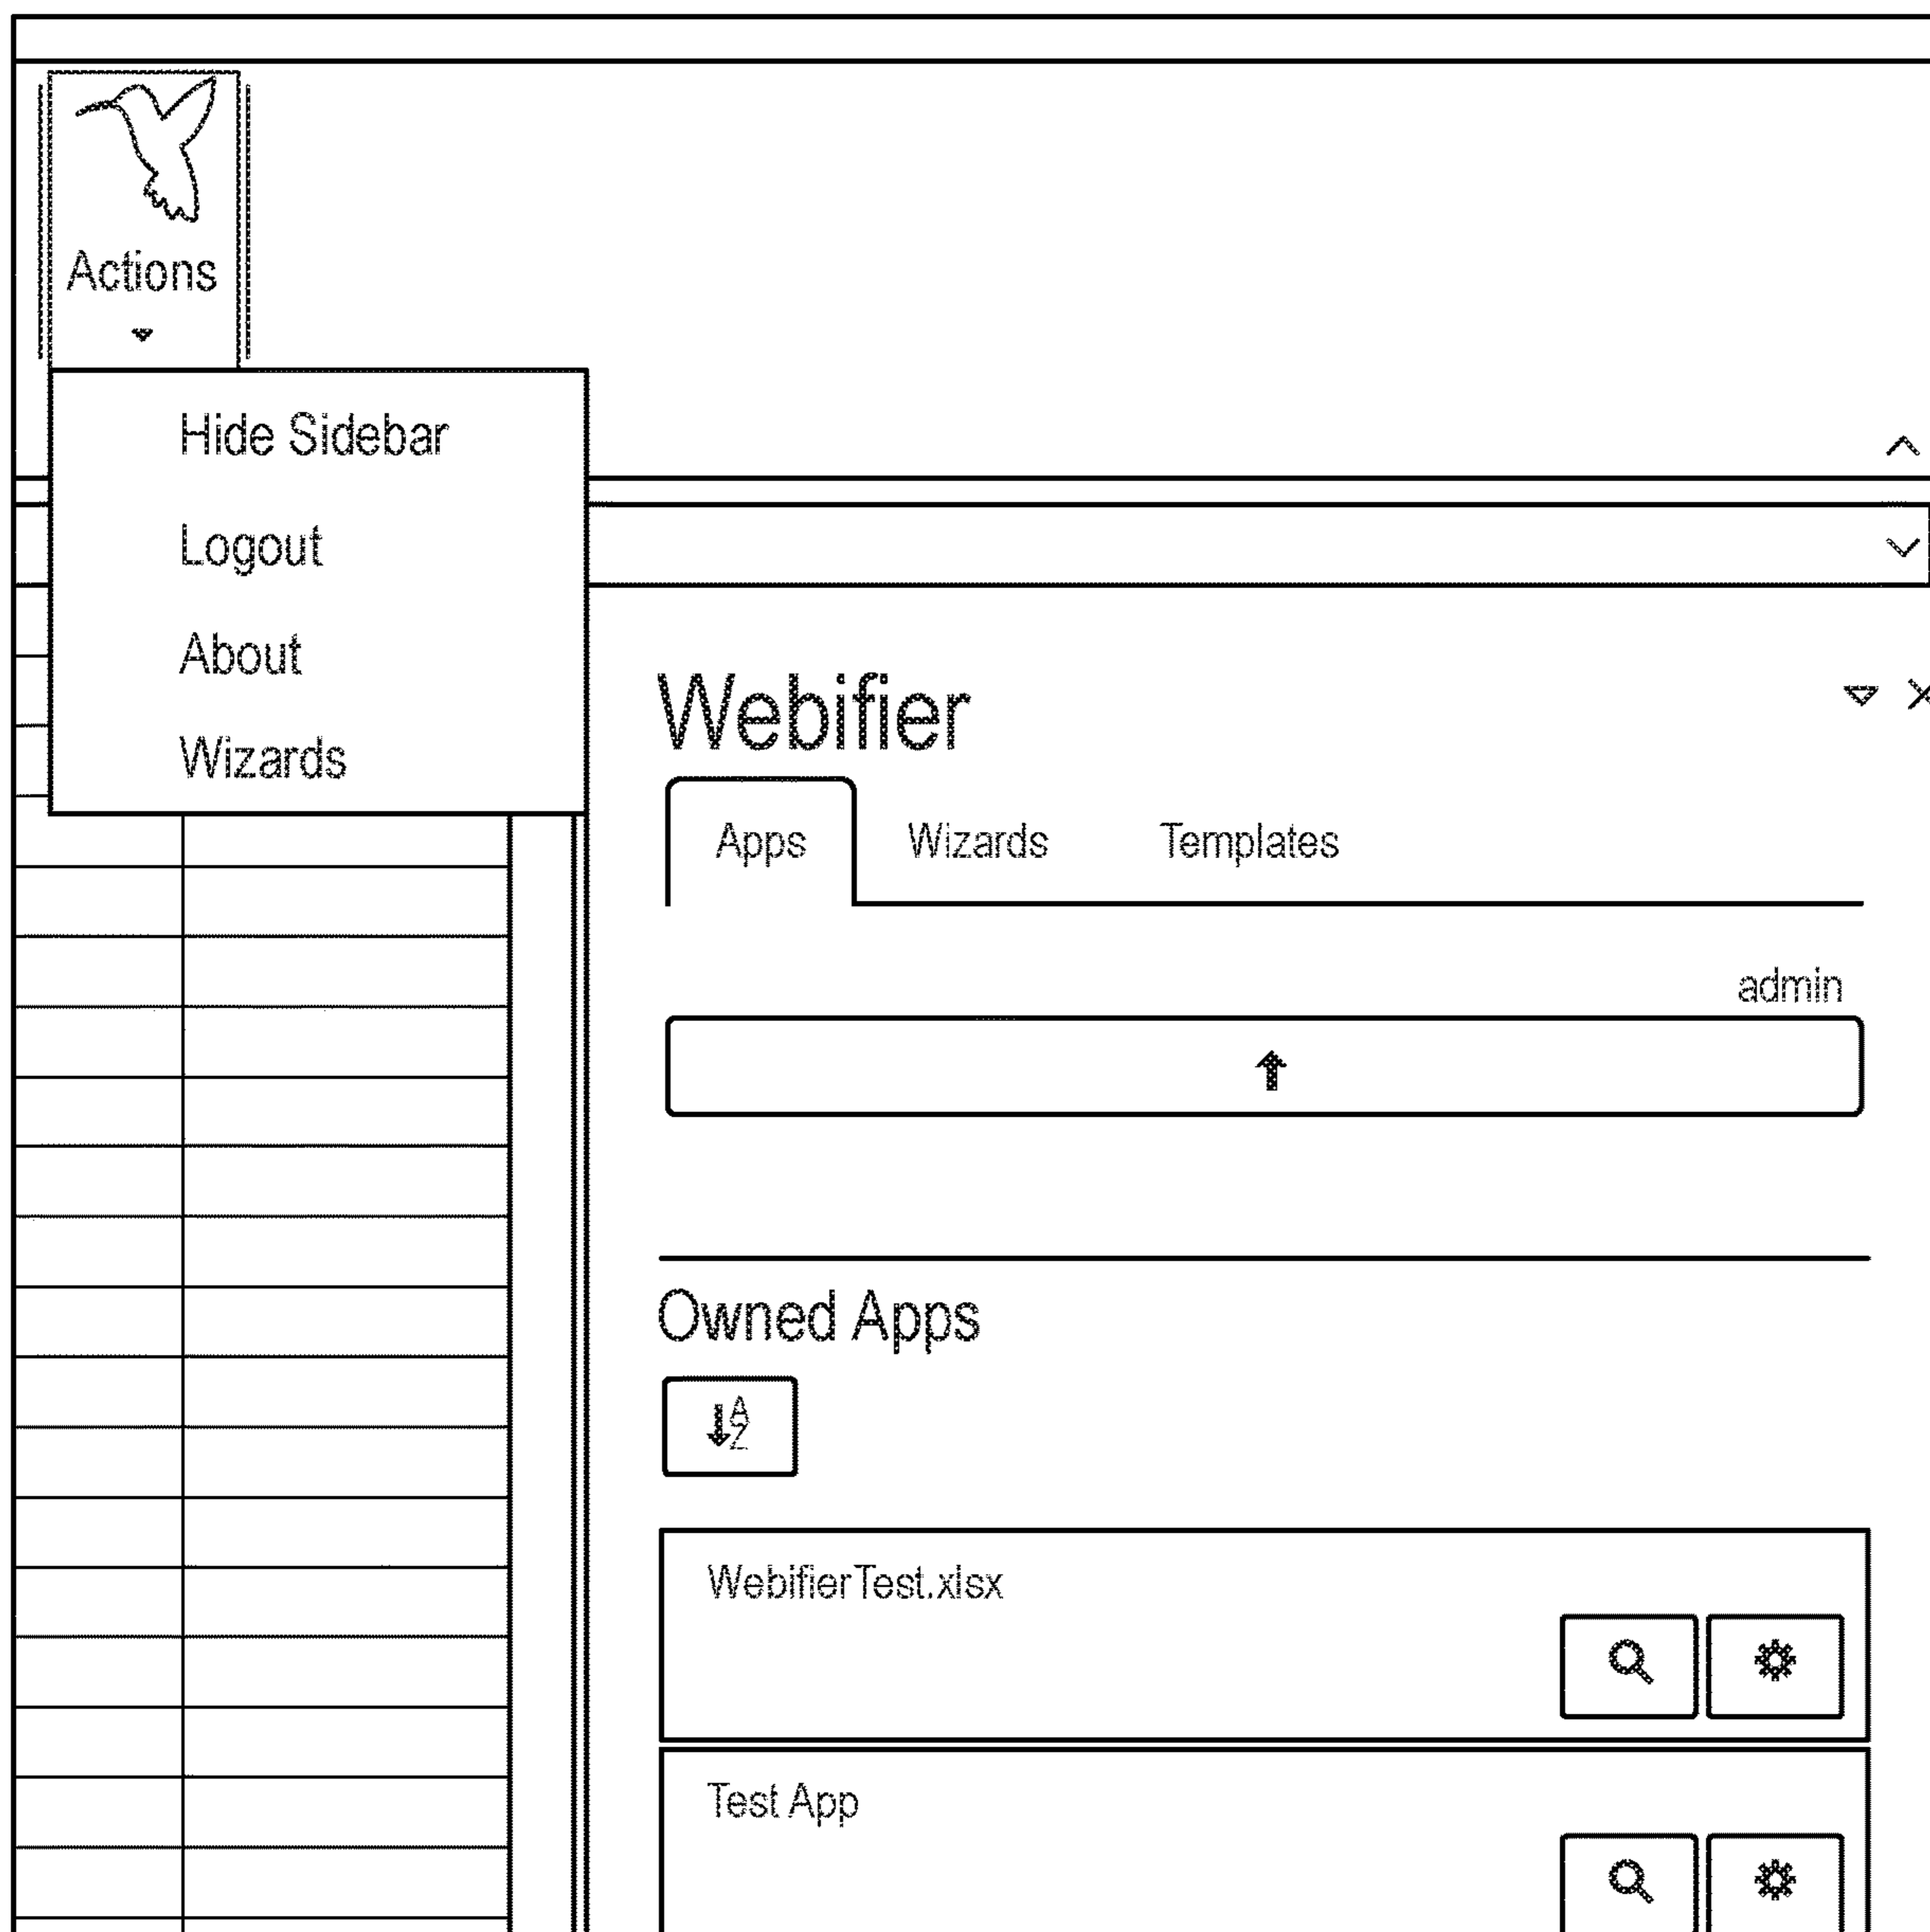 Actions
Hide Sidebar
Logout
About
Wizards
Webifier
Apps Wizards Templates
admin
Owned Apps
A
Z
WebifierTest.xlsx
Test App